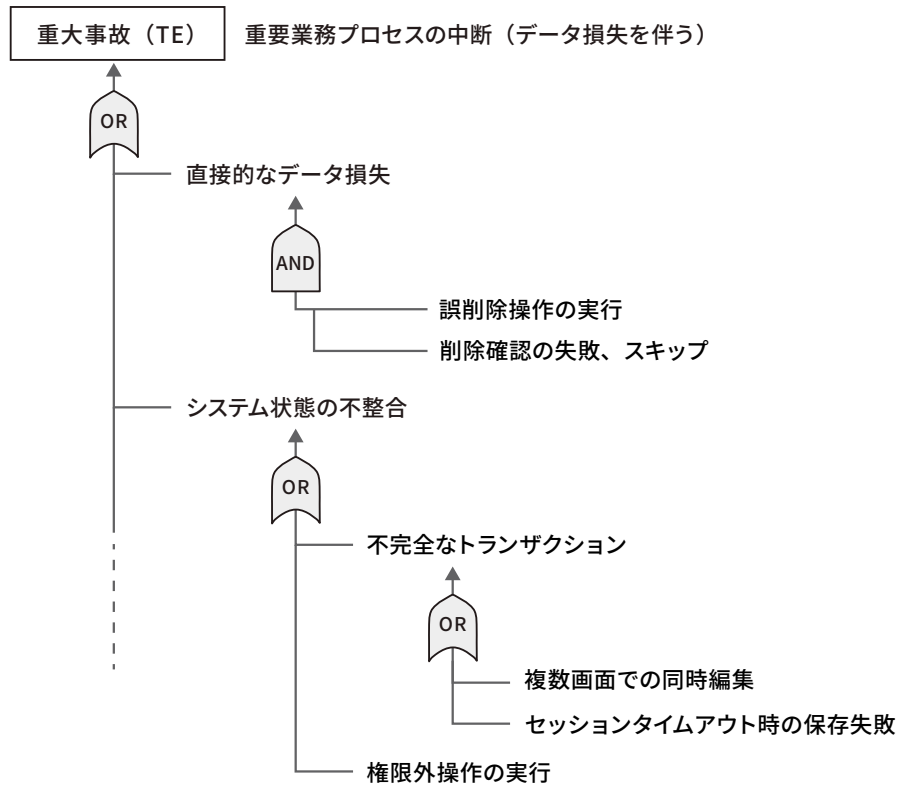 重大事故（TE） 重要業務プロセスの中断（データ損失を伴う）
OR
直接的なデータ損失
AND
誤削除操作の実行
削除確認の失敗、スキップ
システム状態の不整合
OR
不完全なトランザクション
OR
複数画面での同時編集
セッションタイムアウト時の保存失敗
権限外操作の実行